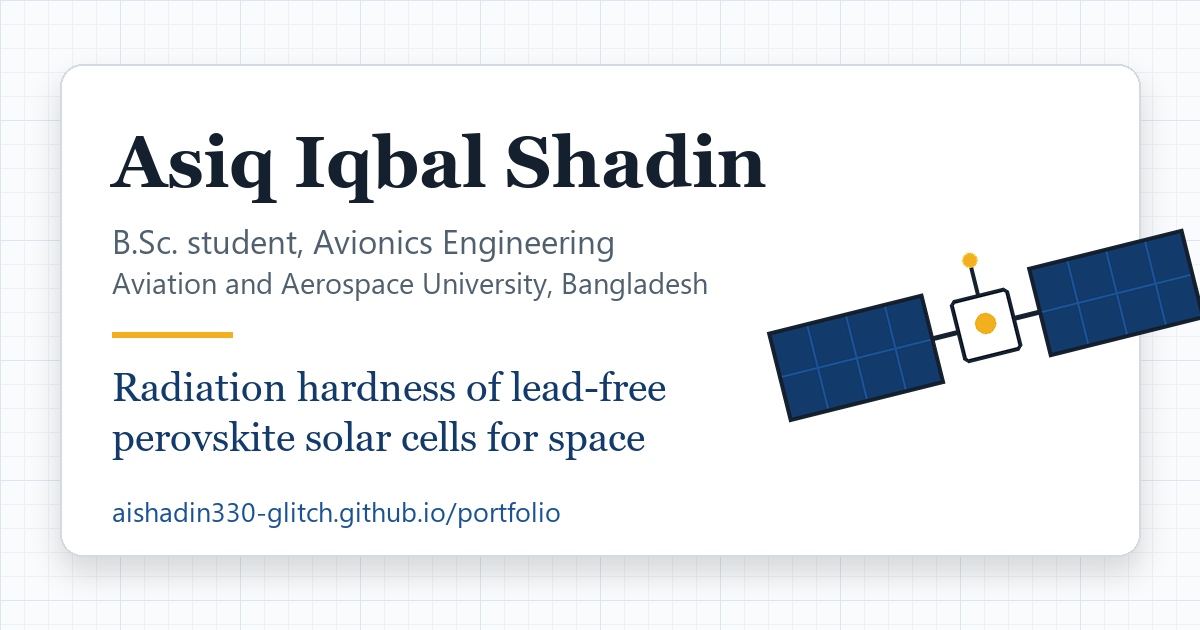 Asiq Iqbal Shadin
B.Sc. student, Avionics Engineering
Aviation and Aerospace University, Bangladesh
Radiation hardness of lead-free
perovskite solar cells for space
aishadin330-glitch.github.io/portfolio